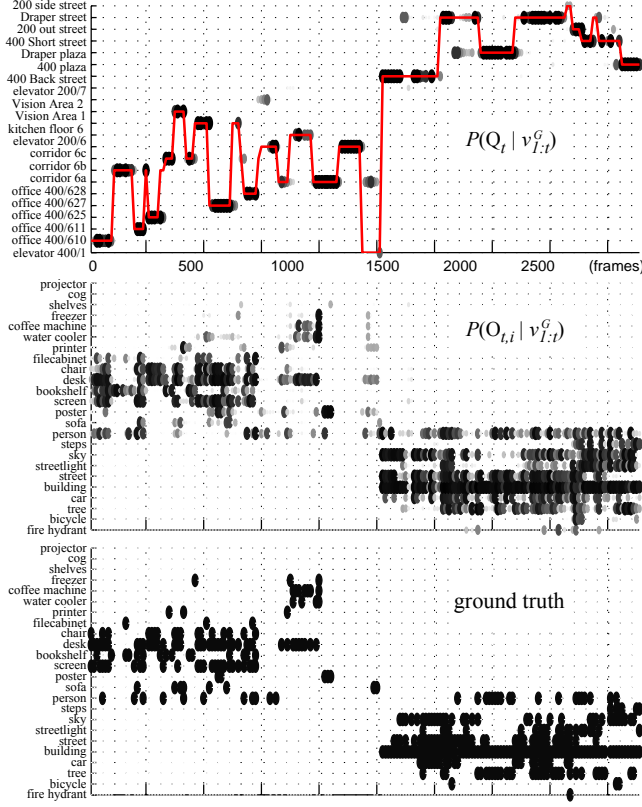 200 side street
Draper street
200 out street
400 Short street
Draper plaza
400 plaza
400 Back street
elevator 200/7
Vision Area 2
Vision Area 1
kitchen floor 6
elevator 200/6
corridor 6c
corridor 6b
corridor 6a
office 400/628
office 400/627
office 400/625
office 400/611
office 400/610
elevator 400/1
P(Q_t | v^G_{1:t})
0 500 1000 1500 2000 2500 (frames)
projector
cog
shelves
freezer
coffee machine
water cooler
printer
filecabinet
chair
desk
bookshelf
screen
poster
sofa
person
steps
sky
streetlight
street
building
car
tree
bicycle
fire hydrant
P(O_{t,i} | v^G_{1:t})
projector
cog
shelves
freezer
coffee machine
water cooler
printer
filecabinet
chair
desk
bookshelf
screen
poster
sofa
person
steps
sky
streetlight
street
building
car
tree
bicycle
fire hydrant
ground truth